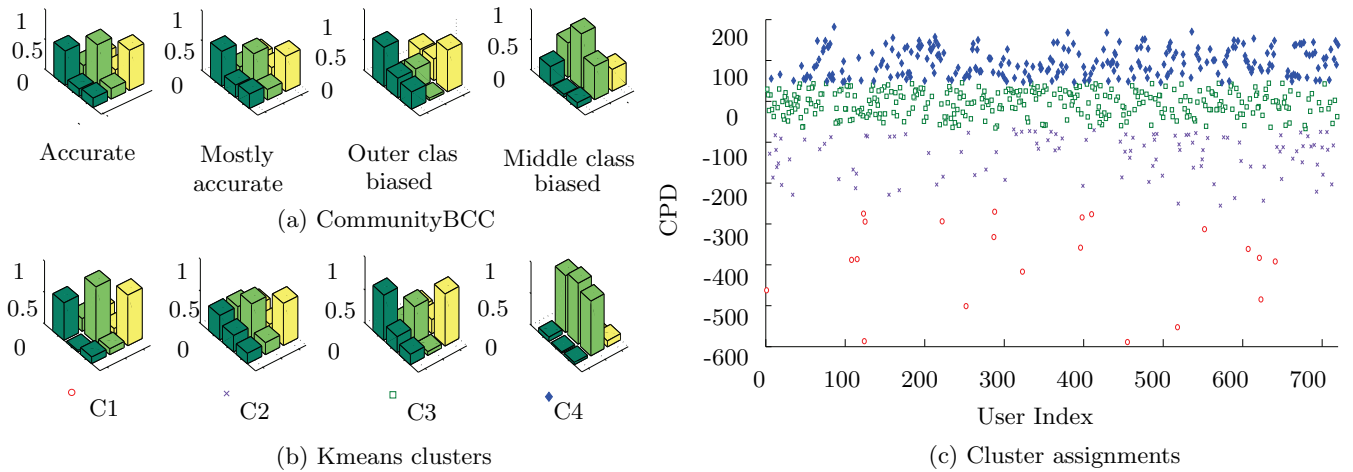 1
0.5
0
1
0.5
0
1
0.5
0
1
0.5
0
Accurate
Mostly
accurate
Outer clas
biased
Middle class
biased
(a) CommunityBCC
1
0.5
0
1
0.5
0
1
0.5
0
1
0.5
0
C1
C2
C3
C4
(b) Kmeans clusters
200
100
0
-100
-200
-300
-400
-500
-600
CPD
0 100 200 300 400 500 600 700
User Index
(c) Cluster assignments